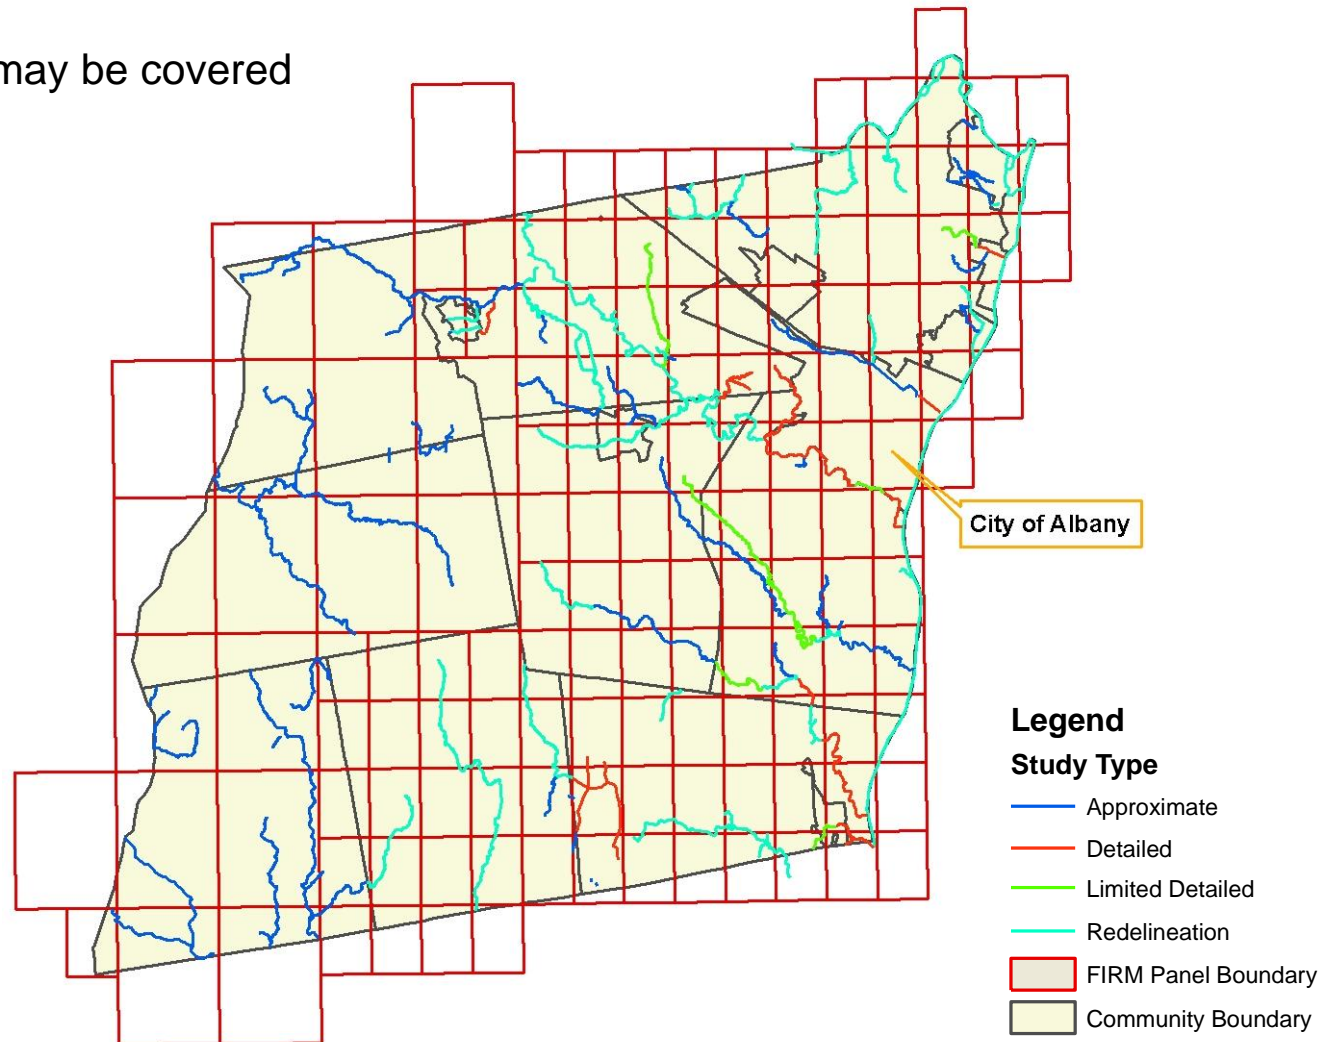 may be covered
City of Albany
Legend
Study Type
Approximate
Detailed
Limited Detailed
Redelineation
FIRM Panel Boundary
Community Boundary